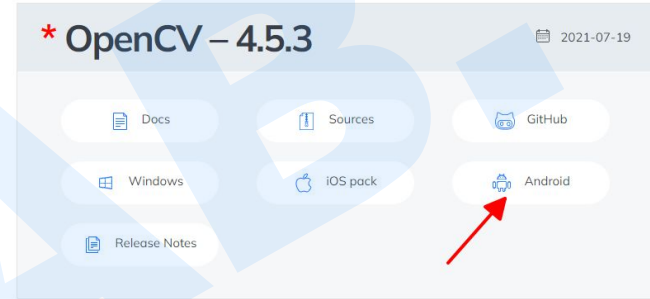 * OpenCV – 4.5.3
2021-07-19
Docs
Sources
GitHub
Windows
iOS pack
Android
Release Notes